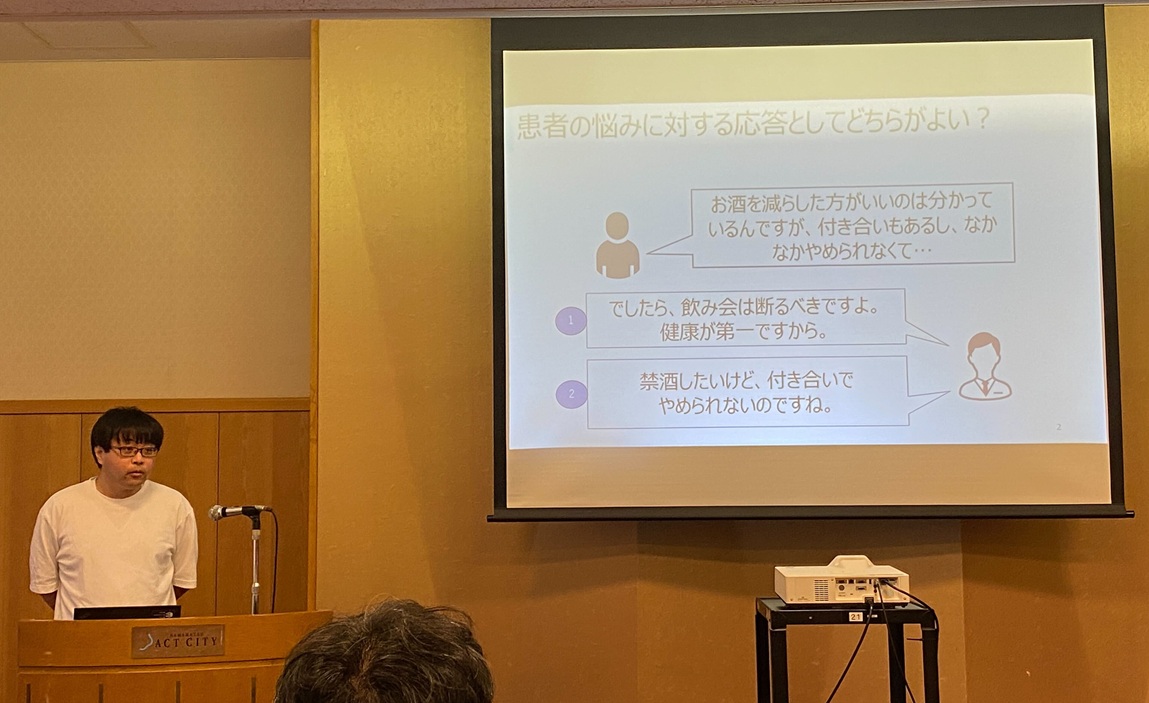 患者の悩みに対する応答としてどちらがよい？
お酒を減らした方がいいのは分かって
いるんですが、付き合いもあるし、なか
なかやめられなくて…
1
でしたら、飲み会は断るべきですよ。
健康が第一ですから。
2
禁酒したいけど、付き合いで
やめられないのですね。
2
HAMAMATSU
ACT CITY
21